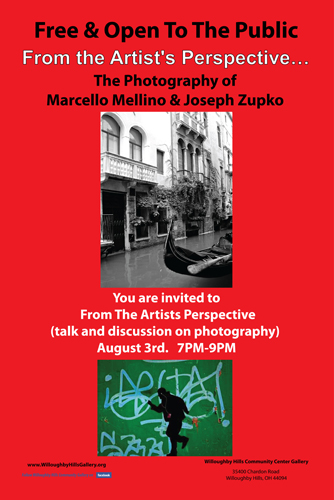 Free & Open To The Public
From the Artist's Perspective...
The Photography of
Marcello Mellino & Joseph Zupko
You are invited to
From The Artists Perspective
(talk and discussion on photography)
August 3rd. 7PM-9PM
www.WilloughbyHillsGallery.org
Willoughby Hills Community Center Gallery
35400 Chardon Road
Willoughby Hills, OH 44094